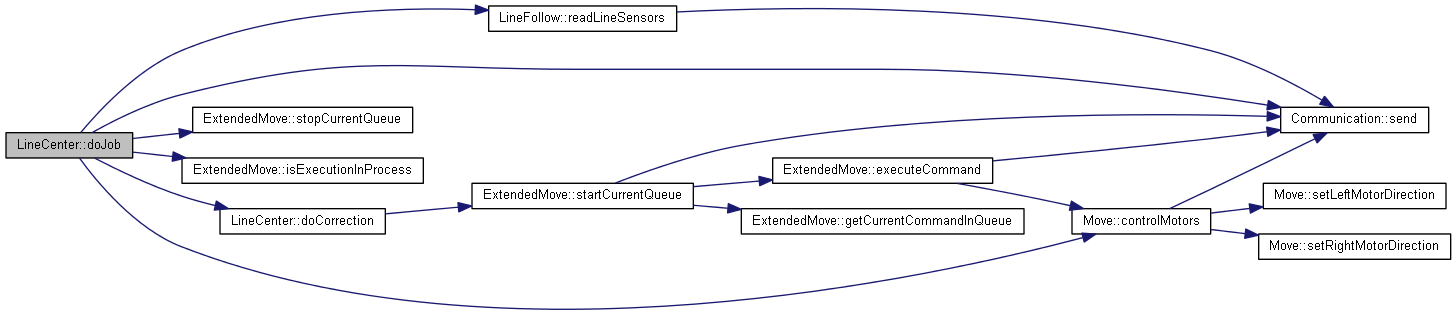 LineFollow::readLineSensors
ExtendedMove::stopCurrentQueue
Communication::send
LineCenter::doJob
ExtendedMove::isExecutionInProcess
ExtendedMove::executeCommand
ExtendedMove::startCurrentQueue
Move::setLeftMotorDirection
LineCenter::doCorrection
ExtendedMove::getCurrentCommandInQueue
Move::controlMotors
Move::setRightMotorDirection